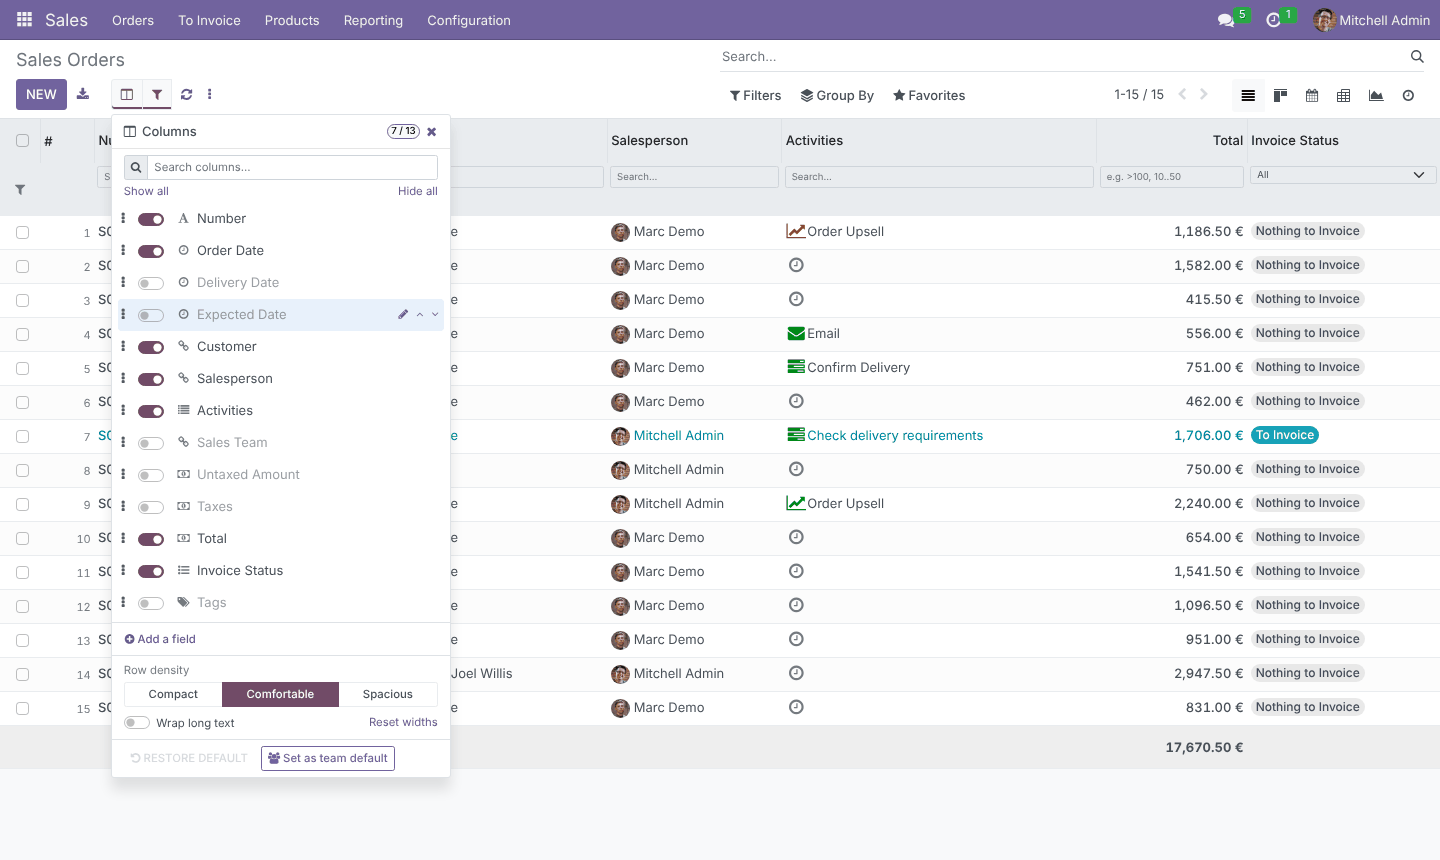 Sales Orders To Invoice Products Reporting Configuration 5 1 Mitchell Admin
Sales Orders
Search...
NEW
Filters Group By Favorites 1-15 / 15
Columns 7 / 13
Search columns...
Show all Hide all
Number
Order Date
Delivery Date
Expected Date
Customer
Salesperson
Activities
Sales Team
Untaxed Amount
Taxes
Total
Invoice Status
Tags
Add a field
Row density
Compact Comfortable Spacious
Wrap long text Reset widths
RESTORE DEFAULT Set as team default
# Salesperson Activities Total Invoice Status
Search... Search... e.g. >100, 10..50 All
1 Marc Demo Order Upsell 1,186.50 € Nothing to Invoice
2 Marc Demo 1,582.00 € Nothing to Invoice
3 Marc Demo 415.50 € Nothing to Invoice
4 Marc Demo Email 556.00 € Nothing to Invoice
5 Marc Demo Confirm Delivery 751.00 € Nothing to Invoice
6 Marc Demo 462.00 € Nothing to Invoice
7 Mitchell Admin Check delivery requirements 1,706.00 € To Invoice
8 Mitchell Admin 750.00 € Nothing to Invoice
9 Mitchell Admin Order Upsell 2,240.00 € Nothing to Invoice
10 Marc Demo 654.00 € Nothing to Invoice
11 Marc Demo 1,541.50 € Nothing to Invoice
12 Marc Demo 1,096.50 € Nothing to Invoice
13 Marc Demo 951.00 € Nothing to Invoice
14 Joel Willis Mitchell Admin 2,947.50 € Nothing to Invoice
15 Marc Demo 831.00 € Nothing to Invoice
17,670.50 €